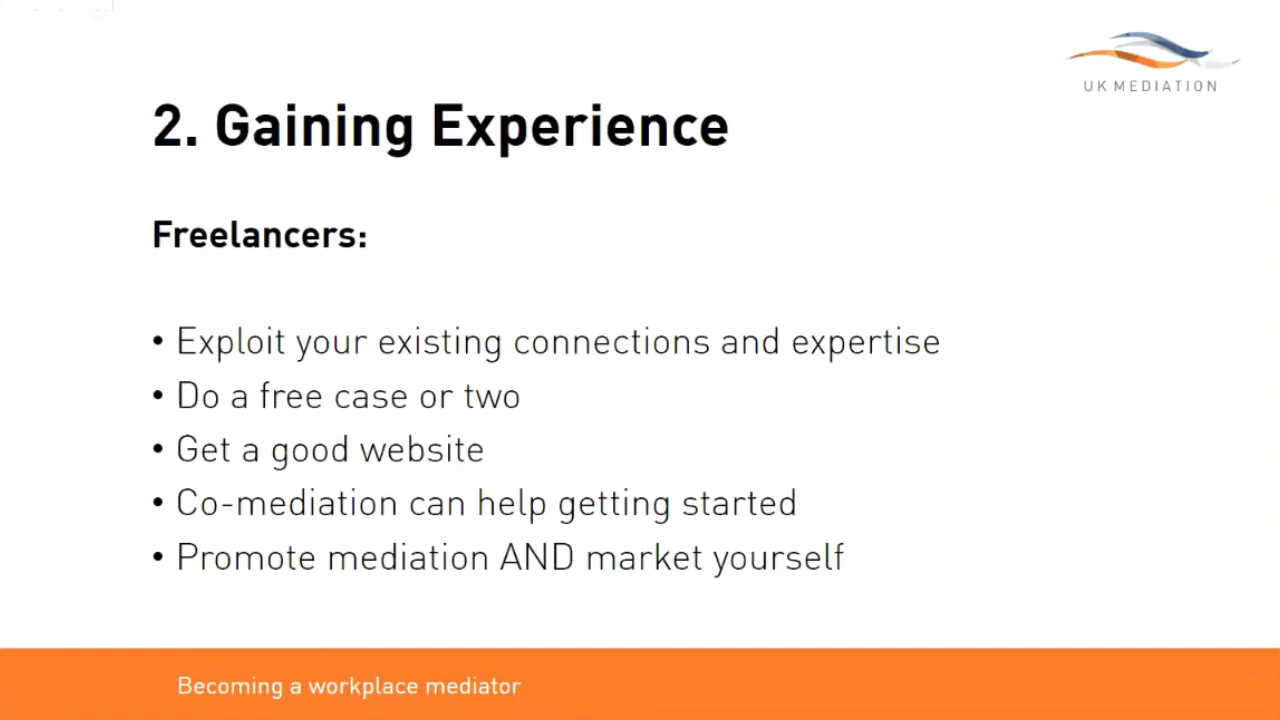 UK MEDIATION
2. Gaining Experience
Freelancers:
• Exploit your existing connections and expertise
• Do a free case or two
• Get a good website
• Co-mediation can help getting started
• Promote mediation AND market yourself
Becoming a workplace mediator